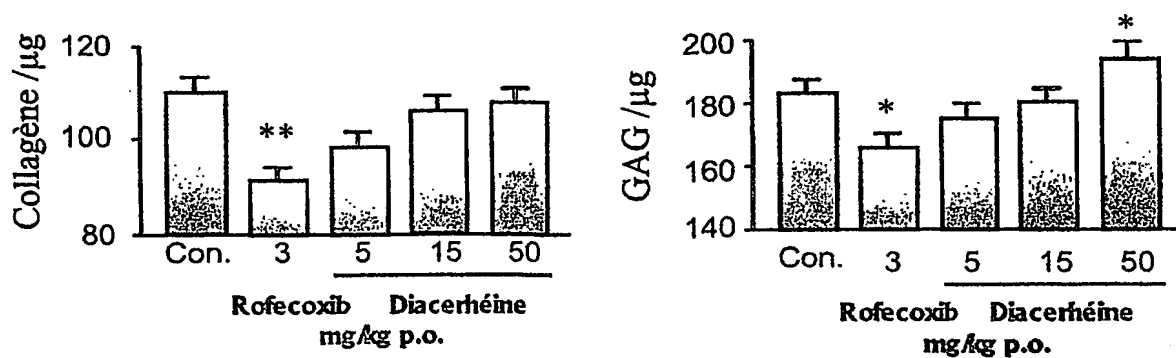 Collagène /µg
120
100
80
**
Con. 3 5 15 50
Rofecoxib Diacerhéine
mg/kg p.o.
GAG /µg
200
180
160
140
*
*
Con. 3 5 15 50
Rofecoxib Diacerhéine
mg/kg p.o.